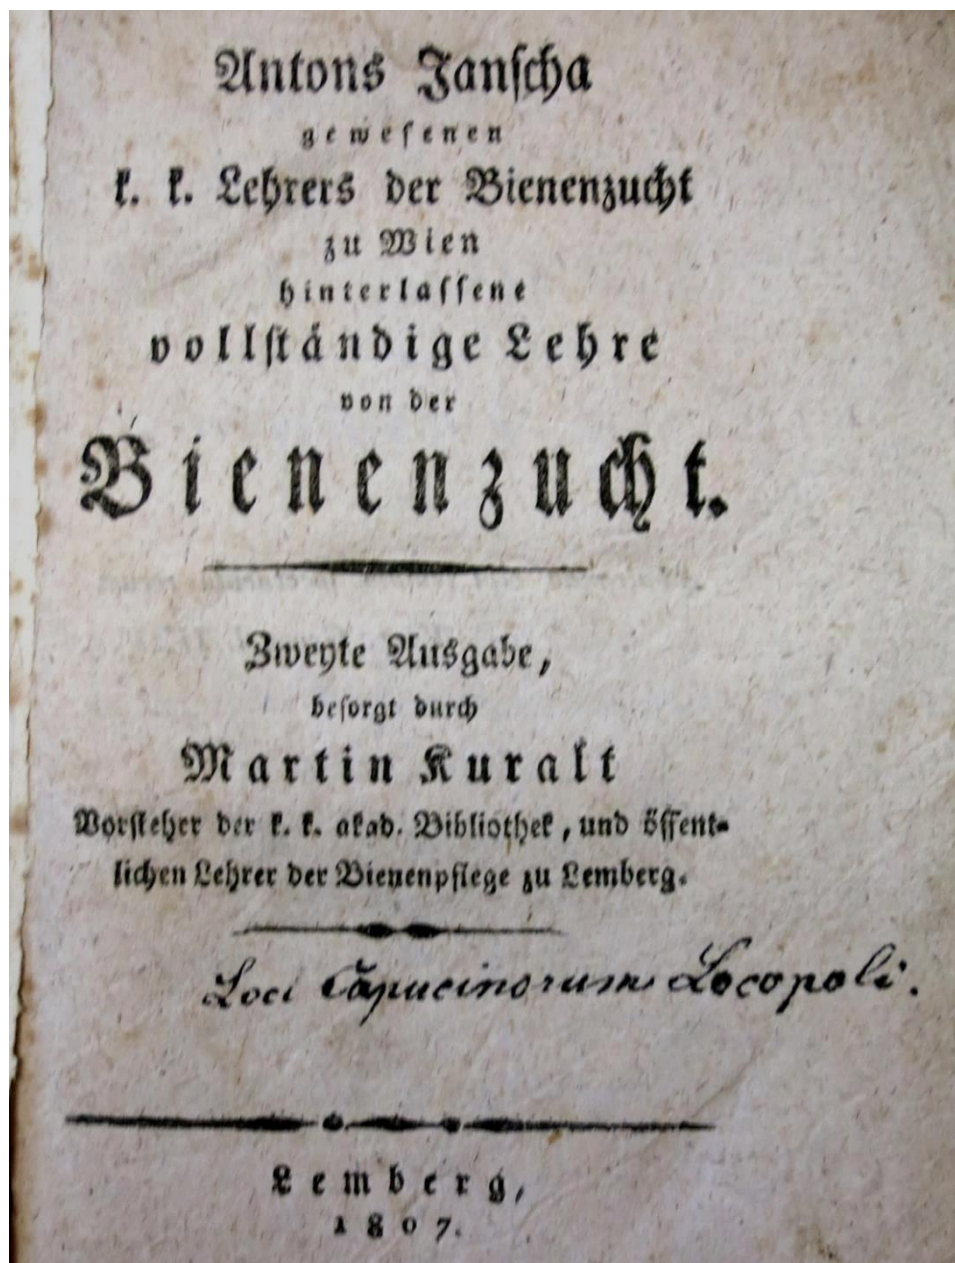 Antons Janſcha
geweſenen
k. k. Lehrers der Bienenzucht
zu Wien
hinterlaſſene
vollſtändige Lehre
von der
Bienenzucht.
Zweyte Ausgabe,
beſorgt durch
Martin Kuralt
Vorſteher der k. k. akad. Bibliothek, und öffent-
lichen Lehrer der Bienenpflege zu Lemberg.
Loci Capucinorum Locopoli.
Lemberg,
1807.